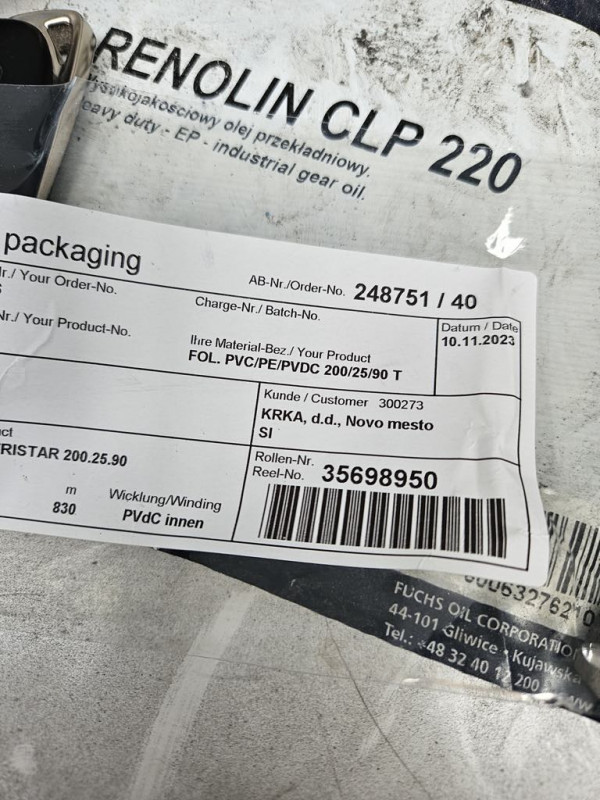 RENOLIN CLP 220
Wysokojakościowy olej przekładniowy.
eavy duty - EP - industrial gear oil.
packaging
AB-Nr./Order-No. 248751 / 40
Ir./ Your Order-No.
S
Charge-Nr./ Batch-No.
Datum / Date
10.11.2023
Nr./ Your Product-No.
Ihre Material-Bez./ Your Product
FOL. PVC/PE/PVDC 200/25/90 T
Kunde / Customer 300273
KRKA, d.d., Novo mesto
SI
ct
RISTAR 200.25.90
Rollen-Nr.
Reel-No. 35698950
m
830
Wicklung/Winding
PVdC innen
FUCHS OIL CORPORATIO
44-101 Gliwice • Kujawska
Tel.: +48 32 40 12 200